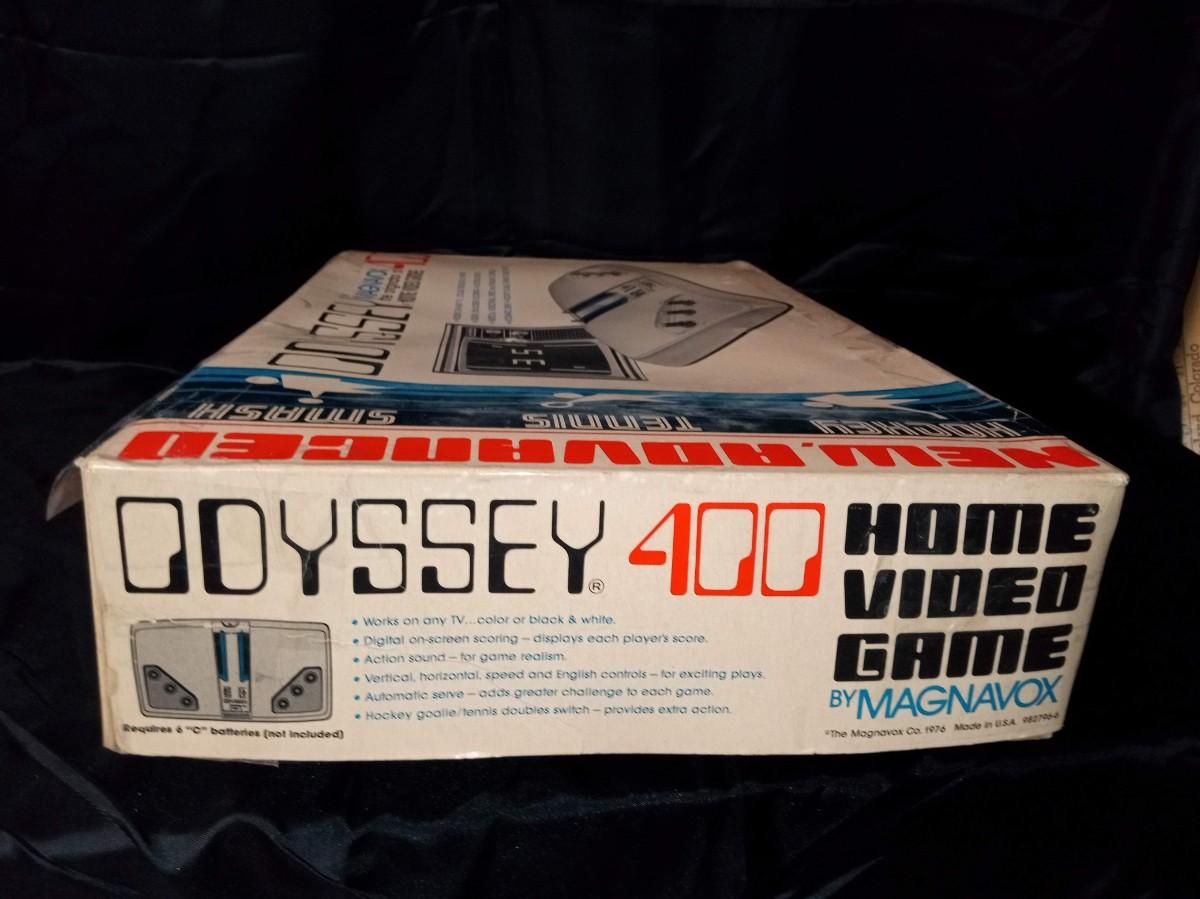 ODYSSEY
MAGNAVOX
SMASH TENNIS HOCKEY
NEW, ADVANCED
ODYSSEY® 400
HOME
VIDEO
GAME
BY MAGNAVOX
• Works on any TV...color or black & white.
• Digital on-screen scoring – displays each player's score.
• Action sound – for game realism.
• Vertical, horizontal, speed and English controls – for exciting plays.
• Automatic serve – adds greater challenge to each game.
• Hockey goalie/tennis doubles switch – provides extra action.
Requires 6 "C" batteries (not included)
©The Magnavox Co. 1976 Made in U.S.A. 982796-6